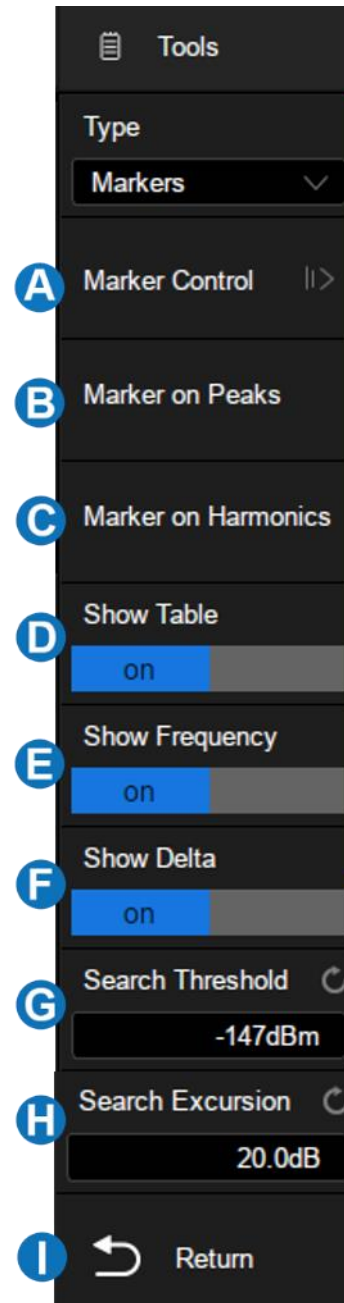 Tools
Type
Markers
A Marker Control
B Marker on Peaks
C Marker on Harmonics
Show Table
D
on
Show Frequency
E
on
Show Delta
F
on
Search Threshold
G
-147dBm
Search Excursion
H
20.0dB
I Return